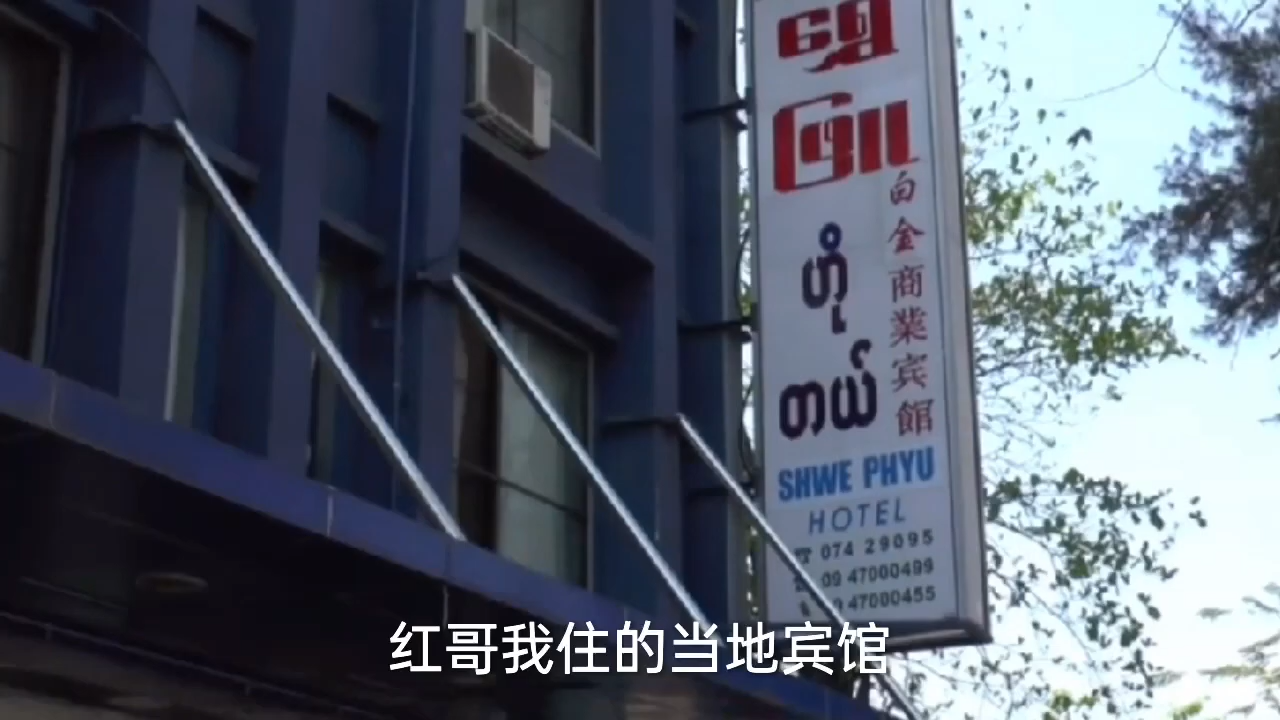 ရွှေ
ဖြူ
ဟို
တယ်
白金商業宾館
SHWE PHYU
HOTEL
074 29095
09 47000499
9 47000455
红哥我住的当地宾馆